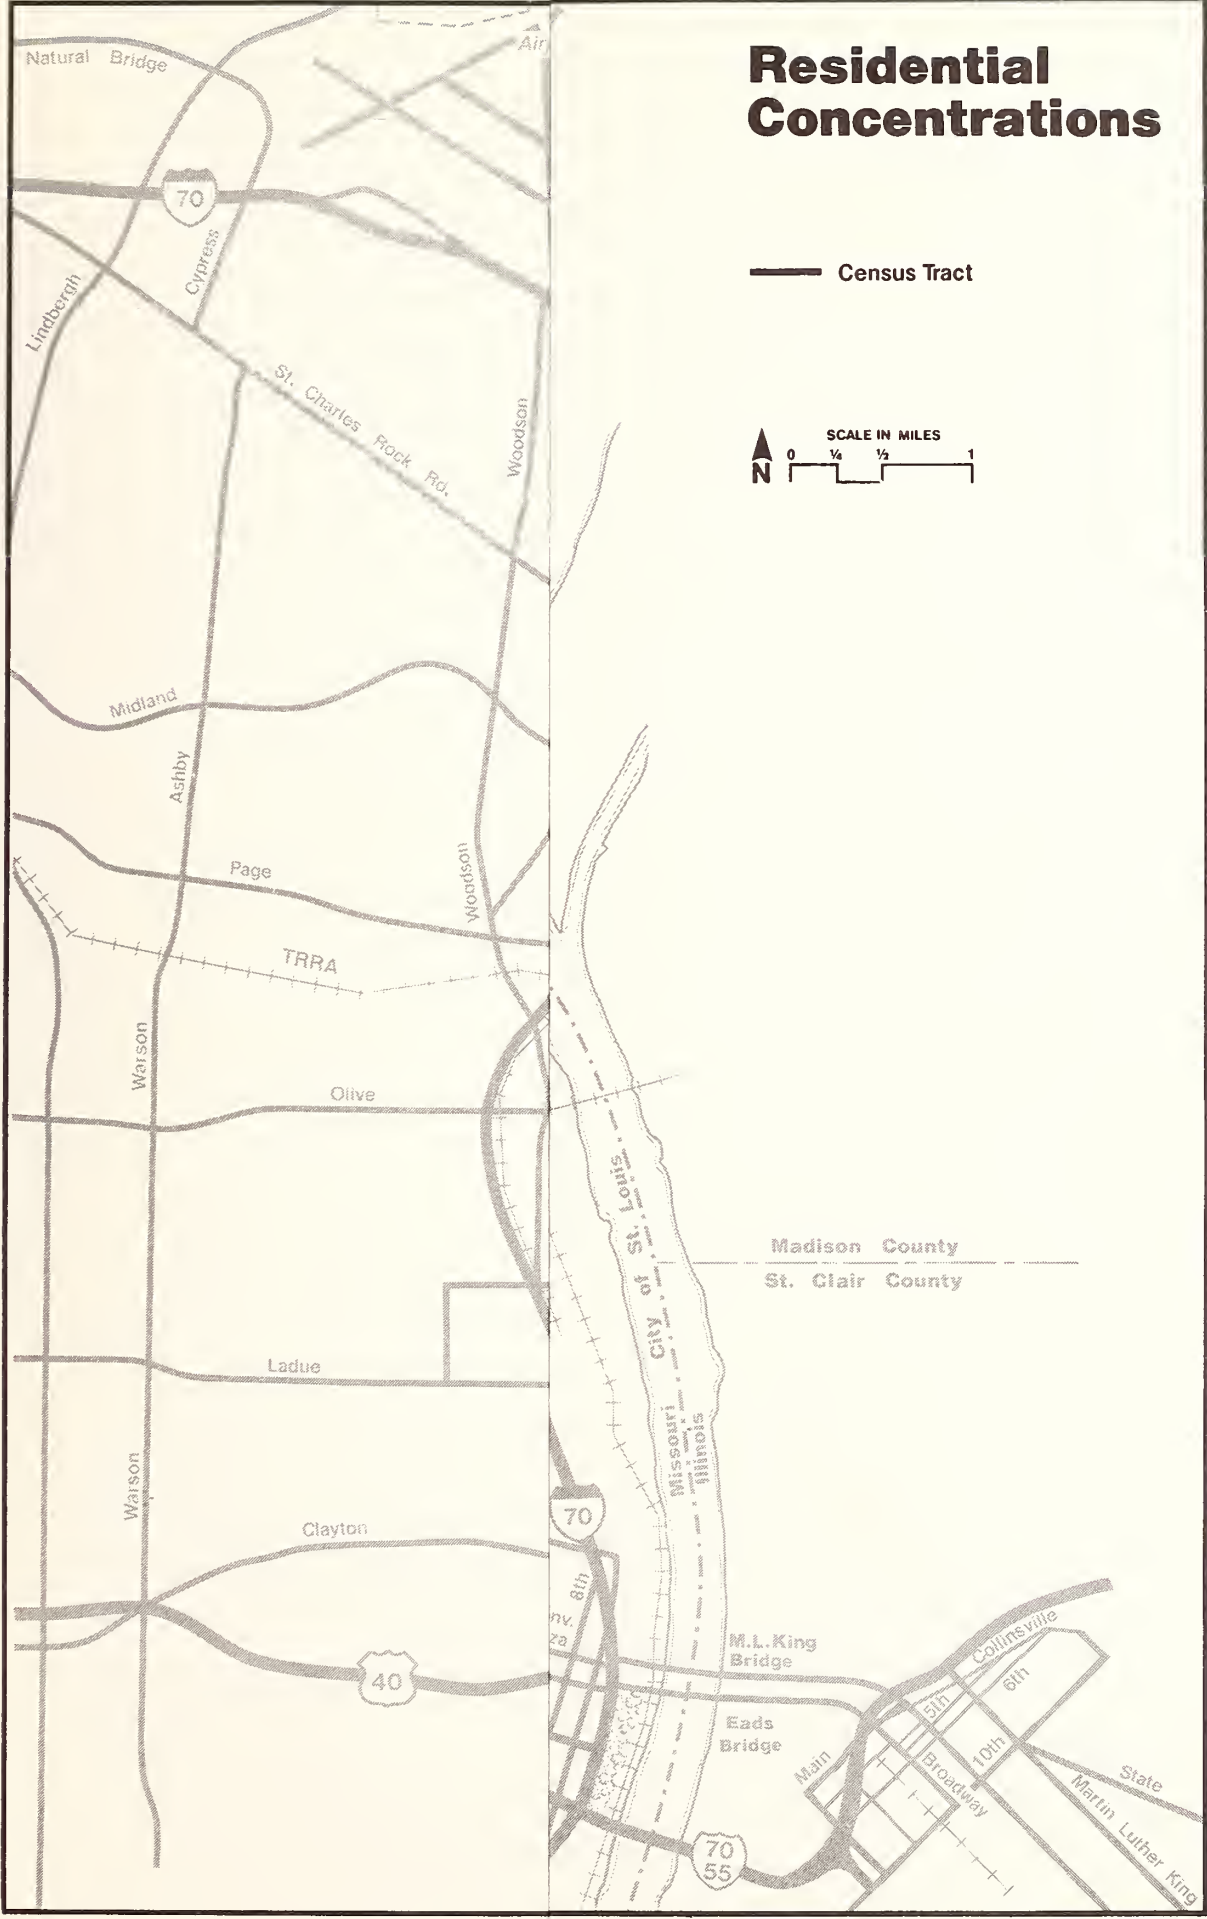 Residential
Concentrations
Census Tract
SCALE IN MILES
0 ¼ ½ 1
N
Air
Natural Bridge
70
Cypress
Lindbergh
St. Charles Rock Rd.
Woodson
Midland
Ashby
Page
Woodson
TRRA
Warson
Olive
City of St. Louis
Madison County
St. Clair County
Ladue
Missouri
Illinois
Warson
Clayton
70
8th
nv.
za
40
M.L.King
Bridge
Eads
Bridge
Collinsville
6th
5th
10th
Main
Broadway
State
Martin Luther King
70
55